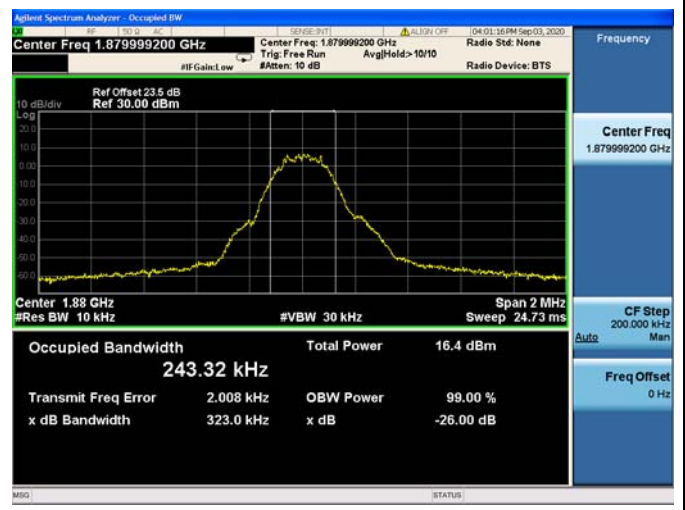 Agilent Spectrum Analyzer - Occupied BW
RF 50 Ω AC SENSE:INT ALIGN OFF 04:01:16 PM Sep 03, 2020
Center Freq 1.879999200 GHz Center Freq: 1.879999200 GHz Radio Std: None
Trig: Free Run Avg|Hold:>10/10
#IFGain:Low #Atten: 10 dB Radio Device: BTS
Frequency
Ref Offset 23.5 dB
10 dB/div Ref 30.00 dBm
Log
20.0
10.0
0.00
-10.0
-20.0
-30.0
-40.0
-50.0
-60.0
Center 1.88 GHz Span 2 MHz
#Res BW 10 kHz #VBW 30 kHz Sweep 24.73 ms
Occupied Bandwidth Total Power 16.4 dBm
243.32 kHz
Transmit Freq Error 2.008 kHz OBW Power 99.00 %
x dB Bandwidth 323.0 kHz x dB -26.00 dB
Center Freq
1.879999200 GHz
CF Step
200.000 kHz
Auto Man
Freq Offset
0 Hz
MSG STATUS